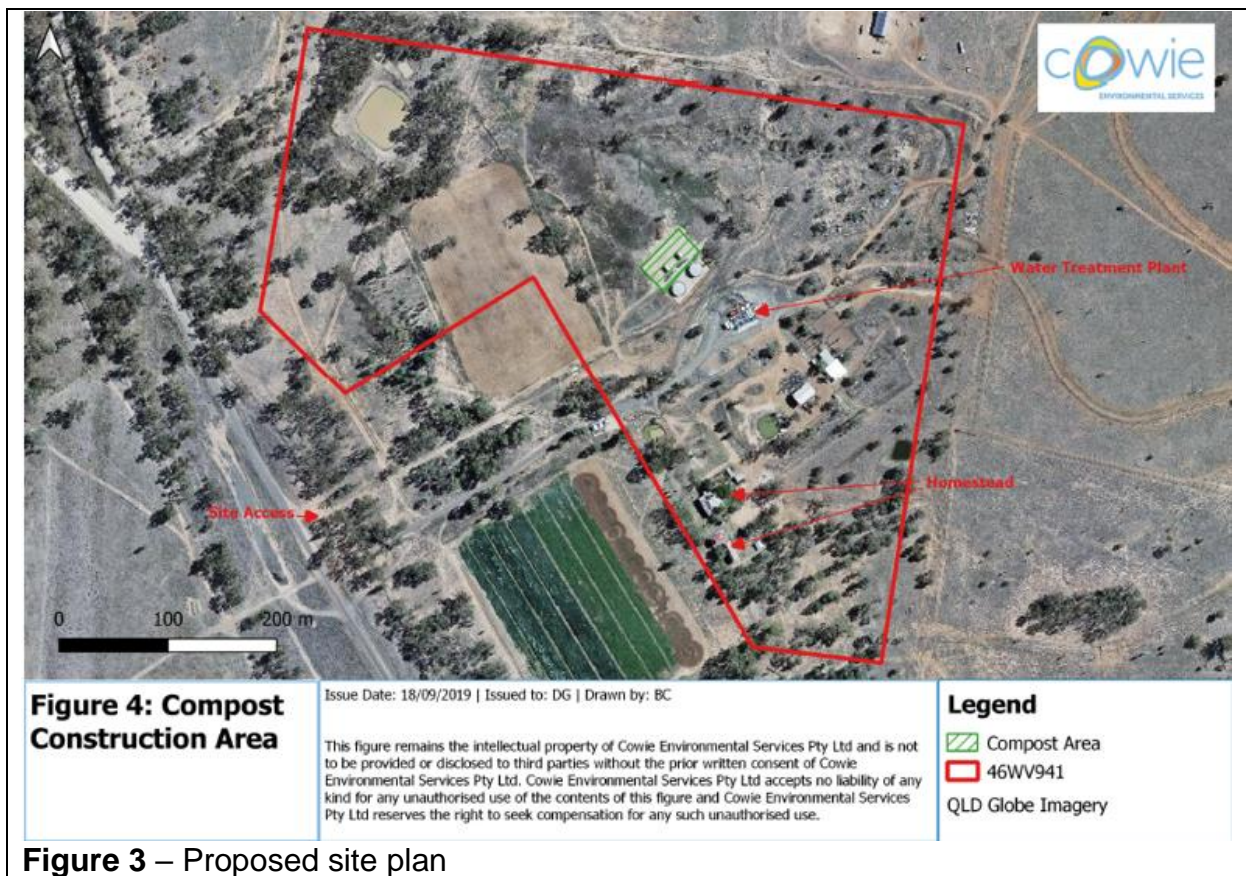 cowie
ENVIRONMENTAL SERVICES
Water Treatment Plant
Homestead
Site Access
0 100 200 m
Figure 4: Compost
Construction Area
Issue Date: 18/09/2019 | Issued to: DG | Drawn by: BC
This figure remains the intellectual property of Cowie Environmental Services Pty Ltd and is not
to be provided or disclosed to third parties without the prior written consent of Cowie
Environmental Services Pty Ltd. Cowie Environmental Services Pty Ltd accepts no liability of any
kind for any unauthorised use of the contents of this figure and Cowie Environmental Services
Pty Ltd reserves the right to seek compensation for any such unauthorised use.
Legend
Compost Area
46WV941
QLD Globe Imagery
Figure 3 – Proposed site plan